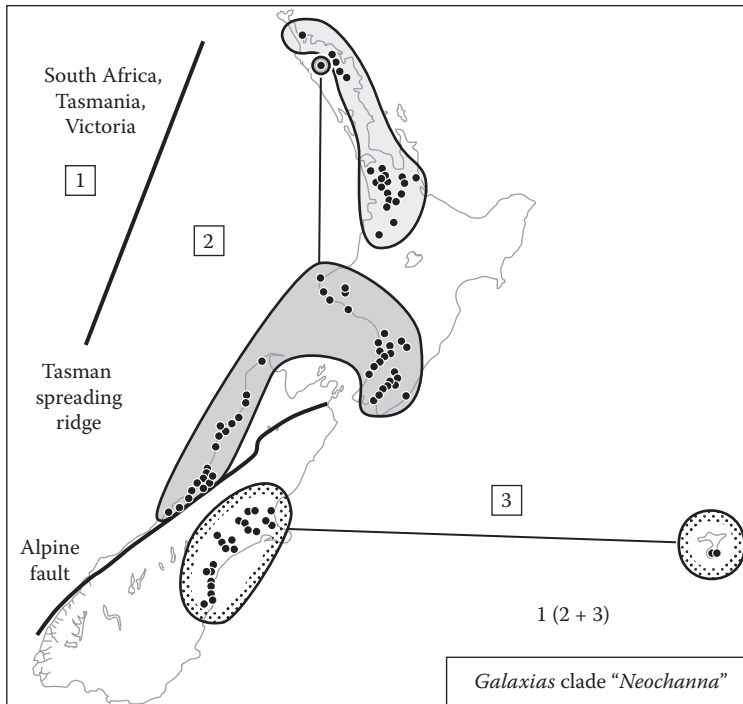 South Africa,
Tasmania,
Victoria
1
2
Tasman
spreading
ridge
3
Alpine
fault
1 (2 + 3)
Galaxias clade “Neochanna”